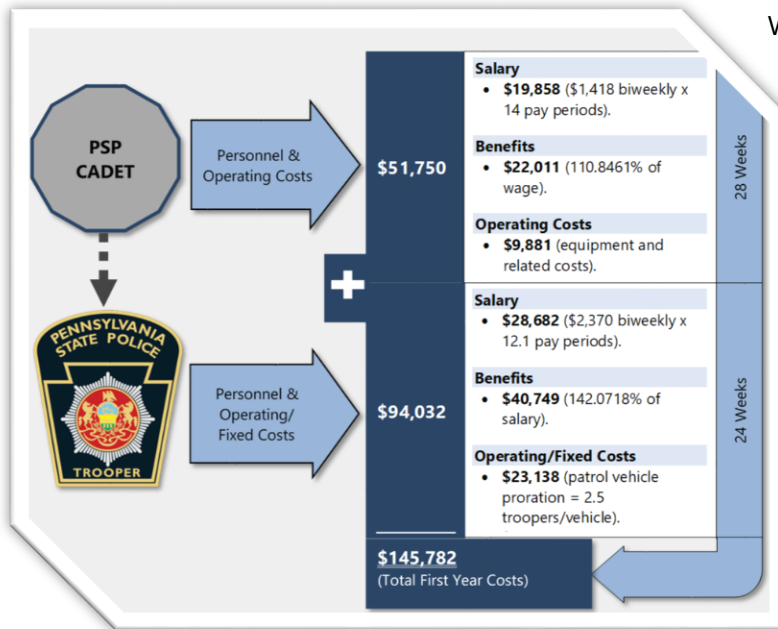 W
PSP
CADET
Personnel &
Operating Costs
$51,750
Salary
• $19,858 ($1,418 biweekly x
14 pay periods).
Benefits
• $22,011 (110.8461% of
wage).
Operating Costs
• $9,881 (equipment and
related costs).
28 Weeks
+
PENNSYLVANIA
STATE POLICE
TROOPER
Personnel &
Operating/
Fixed Costs
$94,032
Salary
• $28,682 ($2,370 biweekly x
12.1 pay periods).
Benefits
• $40,749 (142.0718% of
salary).
Operating/Fixed Costs
• $23,138 (patrol vehicle
proration = 2.5
troopers/vehicle).
24 Weeks
$145,782
(Total First Year Costs)